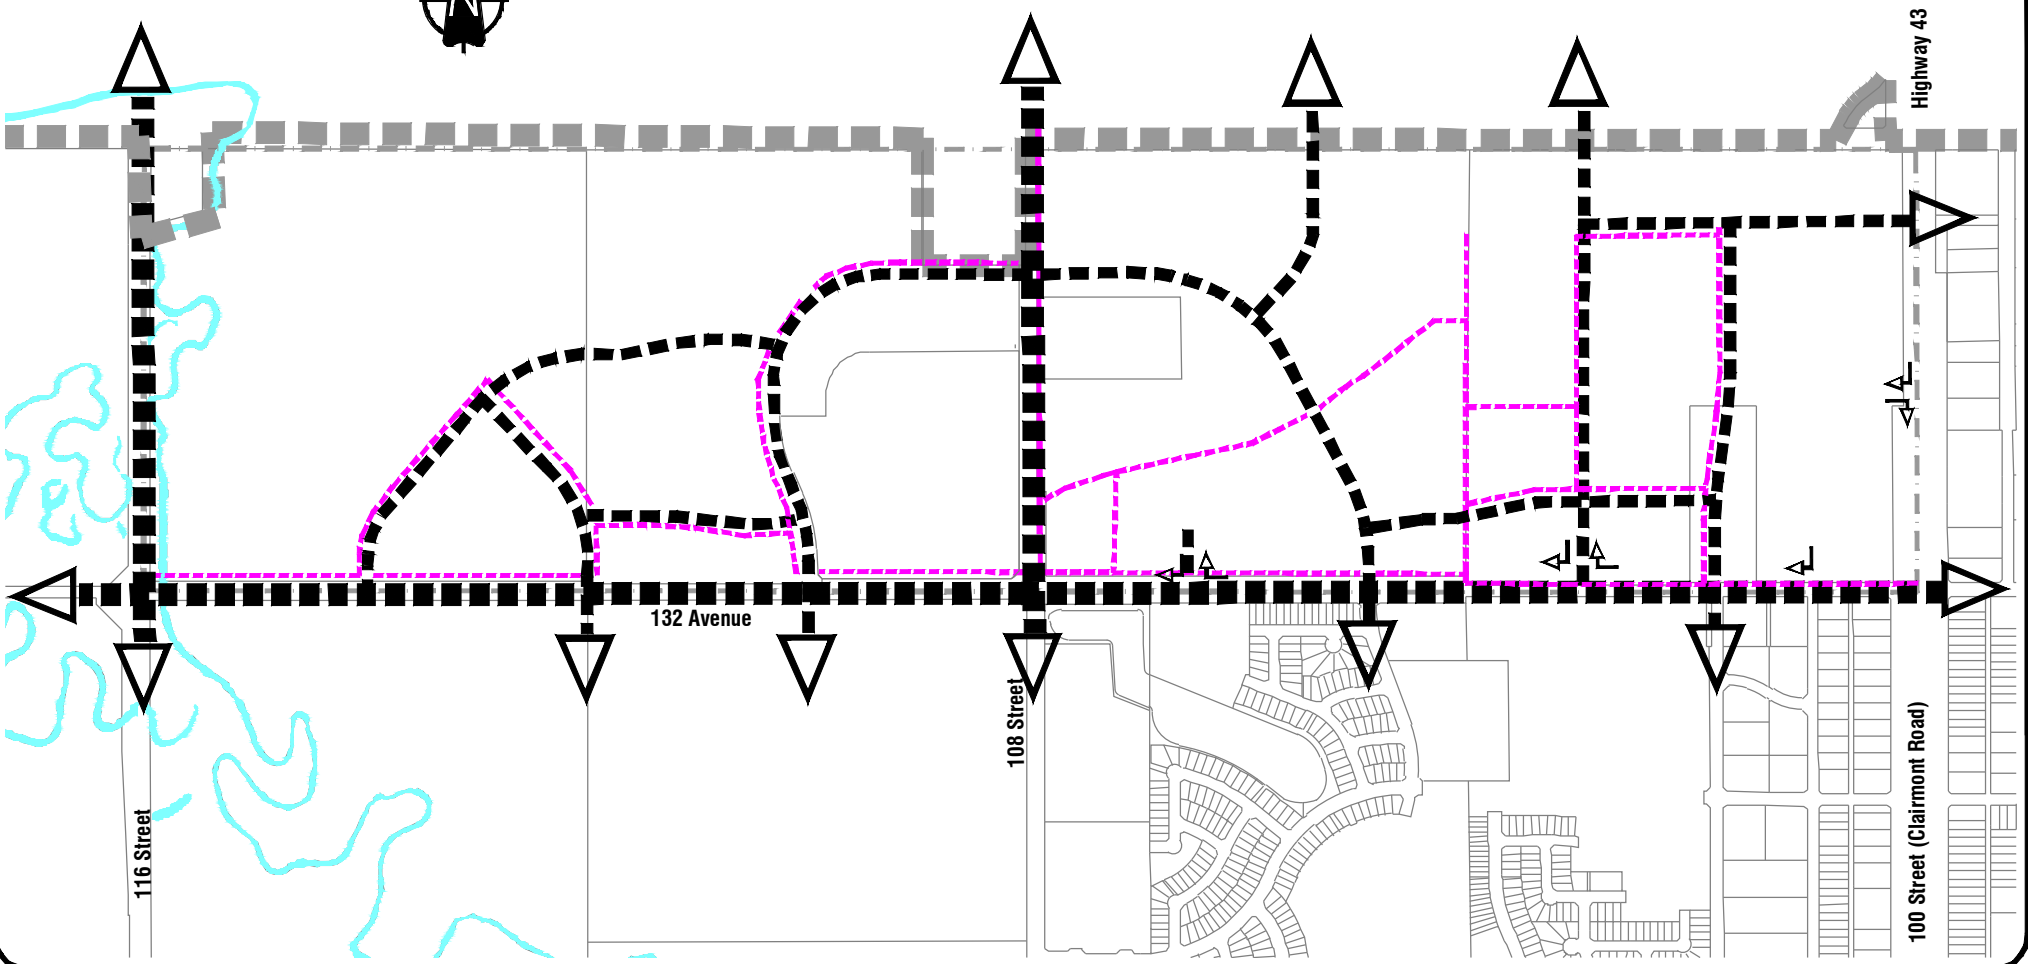 N
Highway 43
132 Avenue
108 Street
116 Street
100 Street (Clairmont Road)